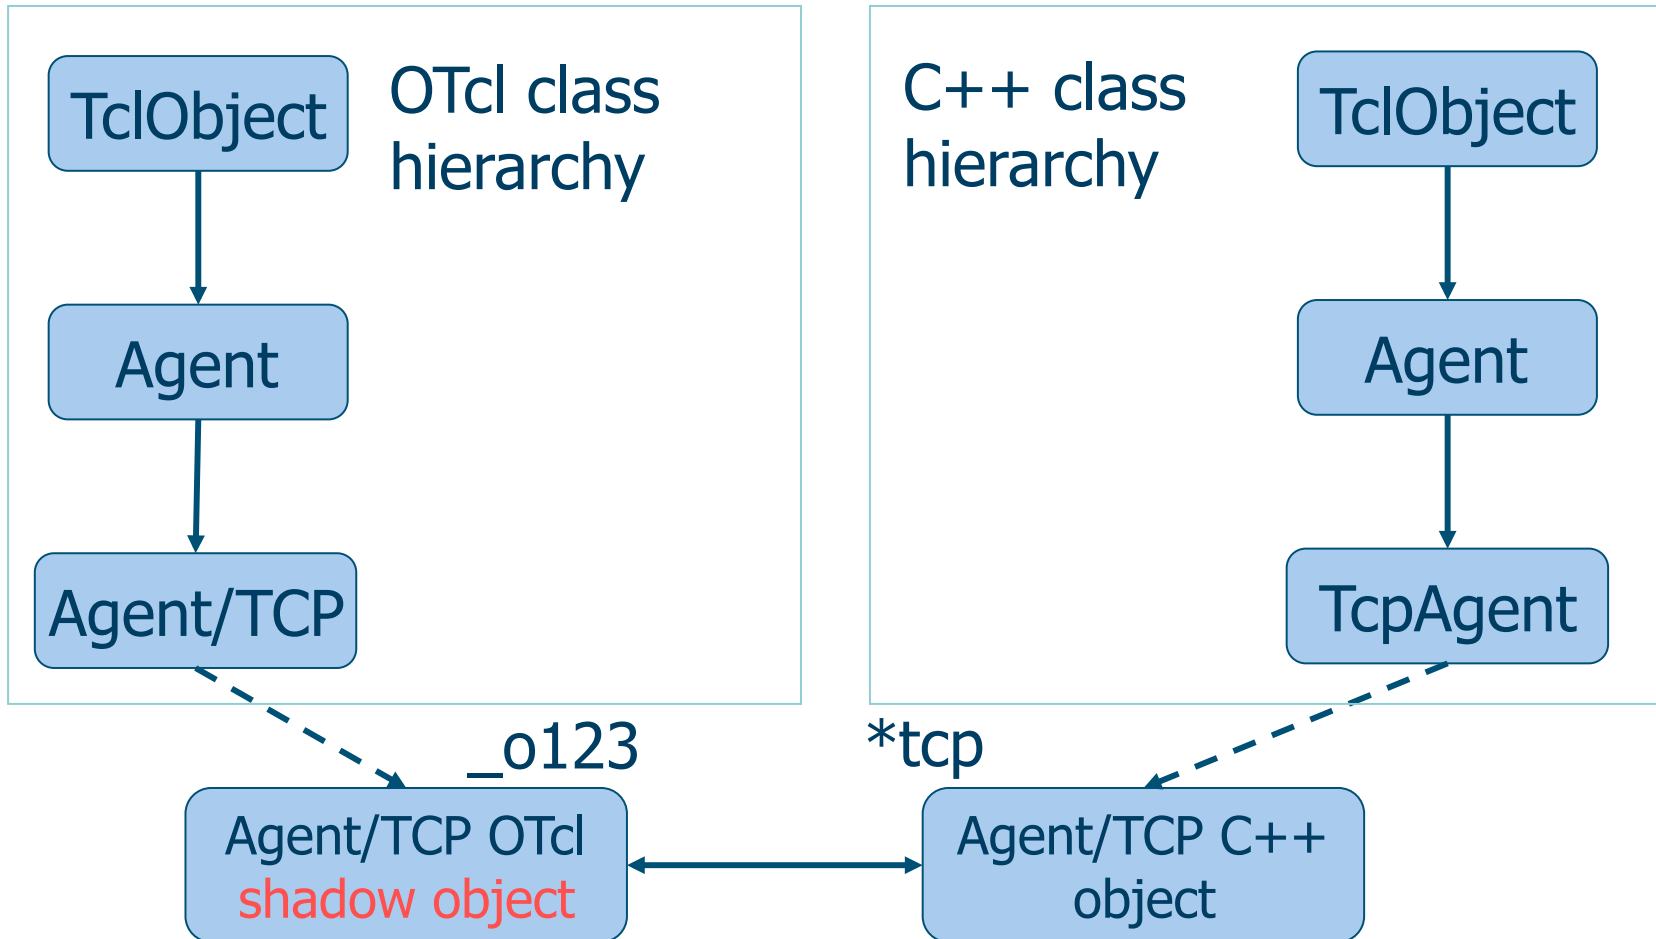 TclObject
OTcl class
hierarchy
Agent
Agent/TCP
C++ class
hierarchy
TclObject
Agent
TcpAgent
_o123
*tcp
Agent/TCP OTcl
shadow object
Agent/TCP C++
object